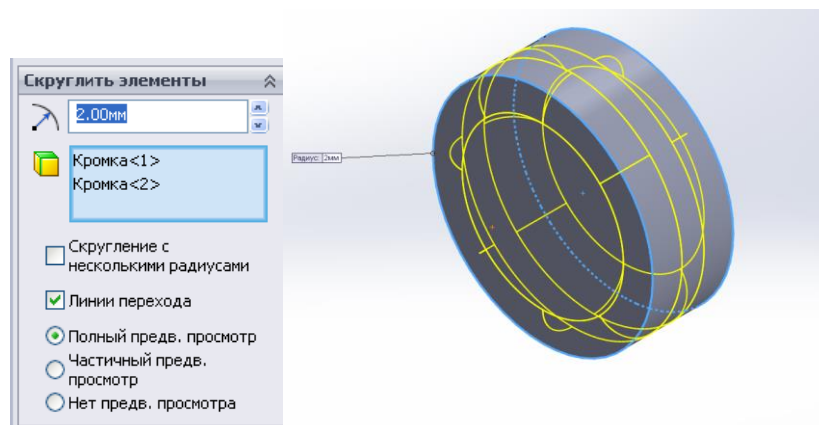 Скруглить элементы
2.00мм
Кромка<1>
Кромка<2>
Скругление с
несколькими радиусами
Линии перехода
Полный предв. просмотр
Частичный предв.
просмотр
Нет предв. просмотра
Радиус: 2мм